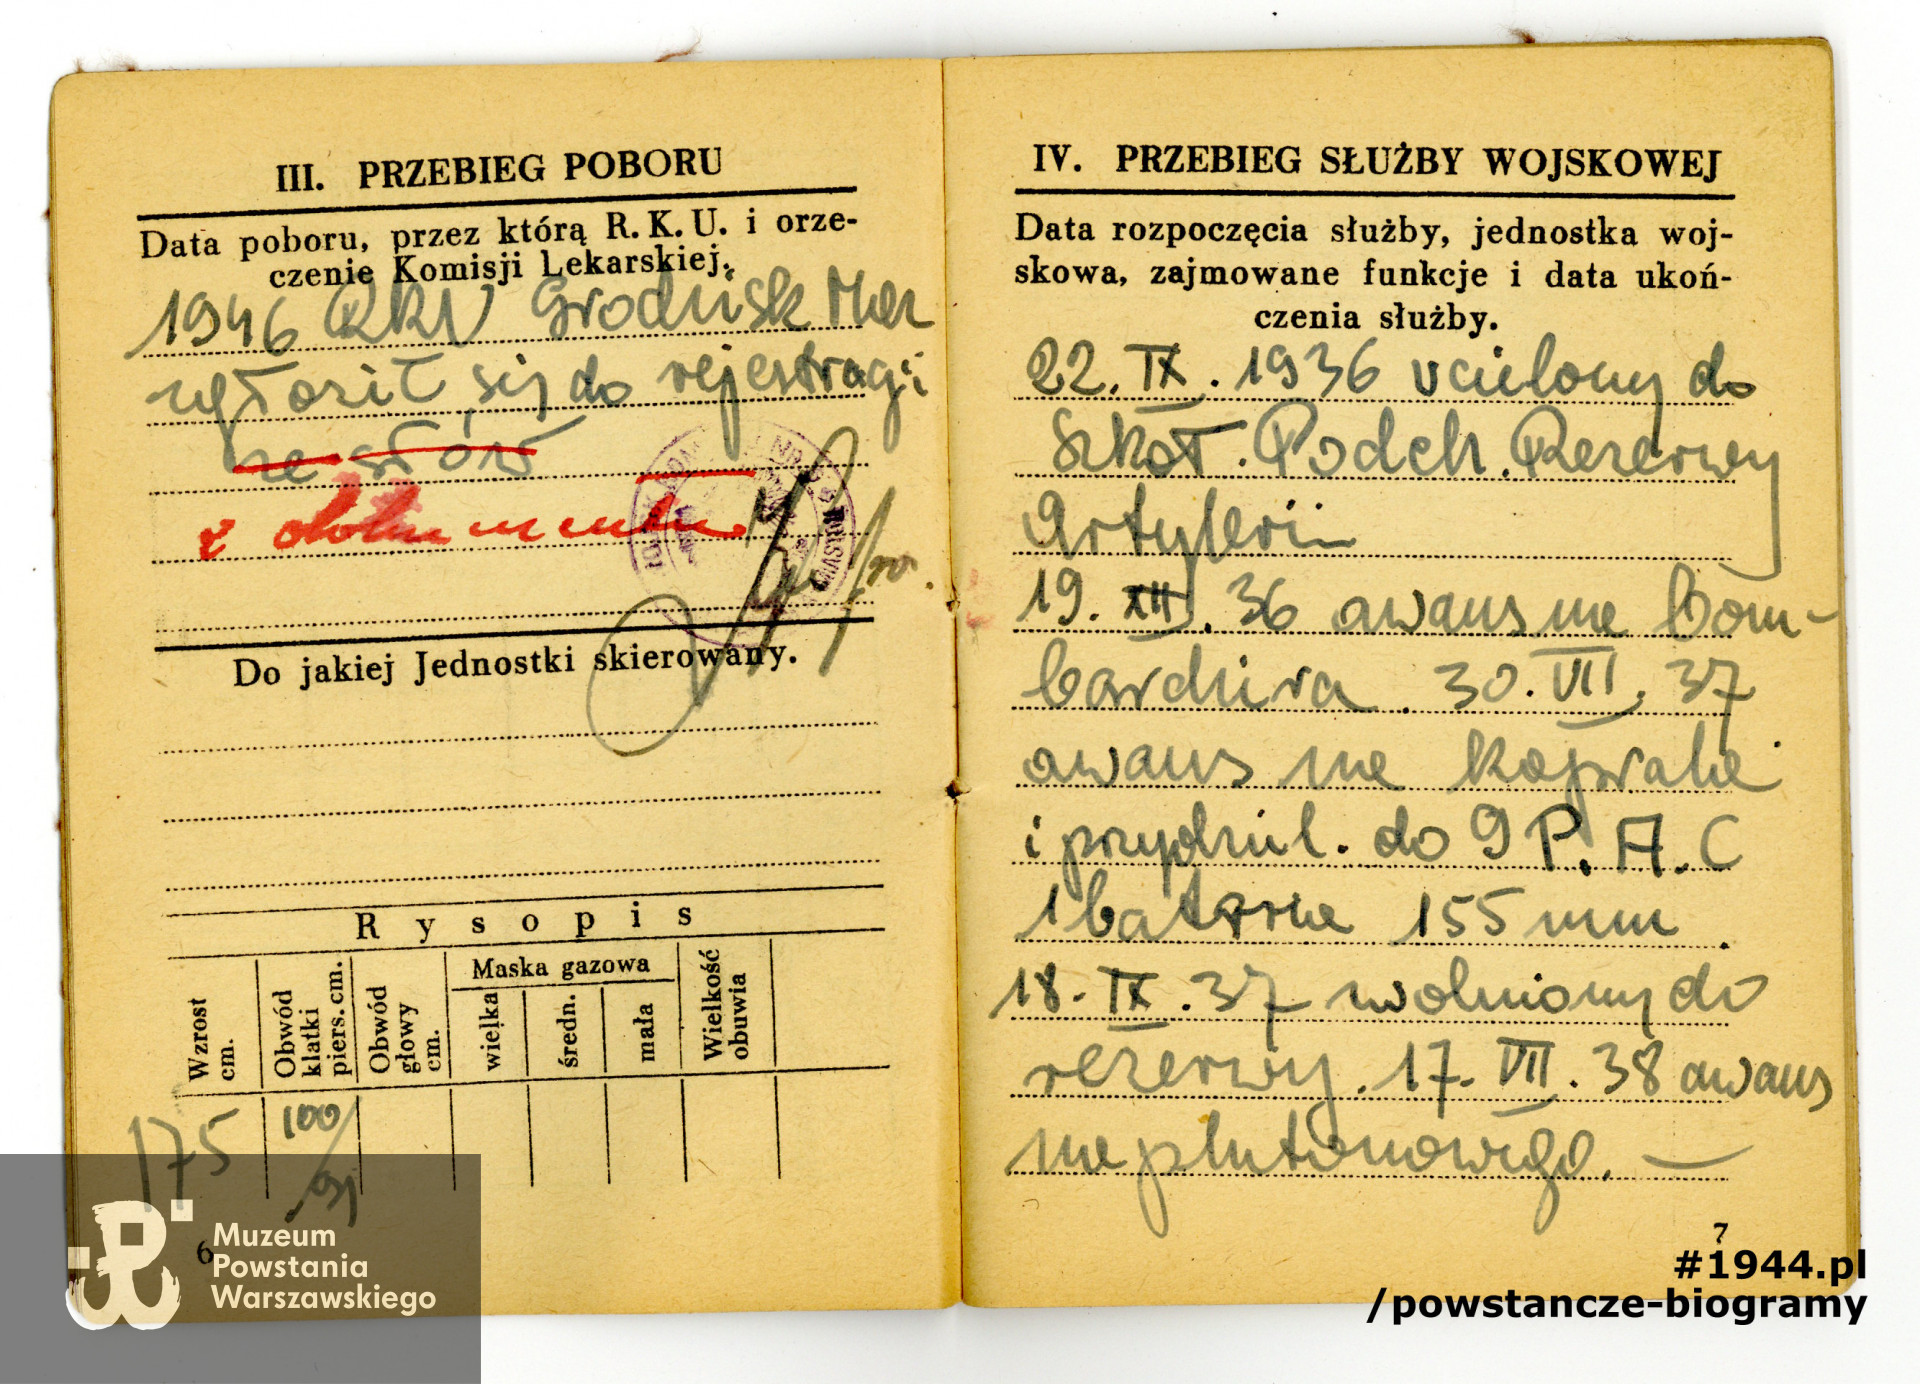 III. PRZEBIEG POBORU
Data poboru, przez którą R. K. U. i orze-
czenie Komisji Lekarskiej.
1946 RKU Grodzisk Maz
zgłosił się do rejestracji
ze słów
z dokumentu
Do jakiej Jednostki skierowany.
Rysopis
Wzrost cm.
Obwód klatki piers. cm.
Obwód głowy cm.
Maska gazowa
wielka
średn.
mała
Wielkość obuwia
175
100
6
IV. PRZEBIEG SŁUŻBY WOJSKOWEJ
Data rozpoczęcia służby, jednostka woj-
skowa, zajmowane funkcje i data ukoń-
czenia służby.
22. IX. 1936 wcielony do
Szkoł. Podch. Rezerwy
Artylerii
19. XII. 36 awans na bom-
bardiera. 30. VII. 37
awans na kaprala
i przydziel. do 9 P. A. C
1 bateria 155 mm.
18. IX. 37 zwolniony do
rezerwy. 17. VII. 38 awans
na plutonowego. —
7
Muzeum
Powstania
Warszawskiego
#1944.pl
/powstancze-biogramy